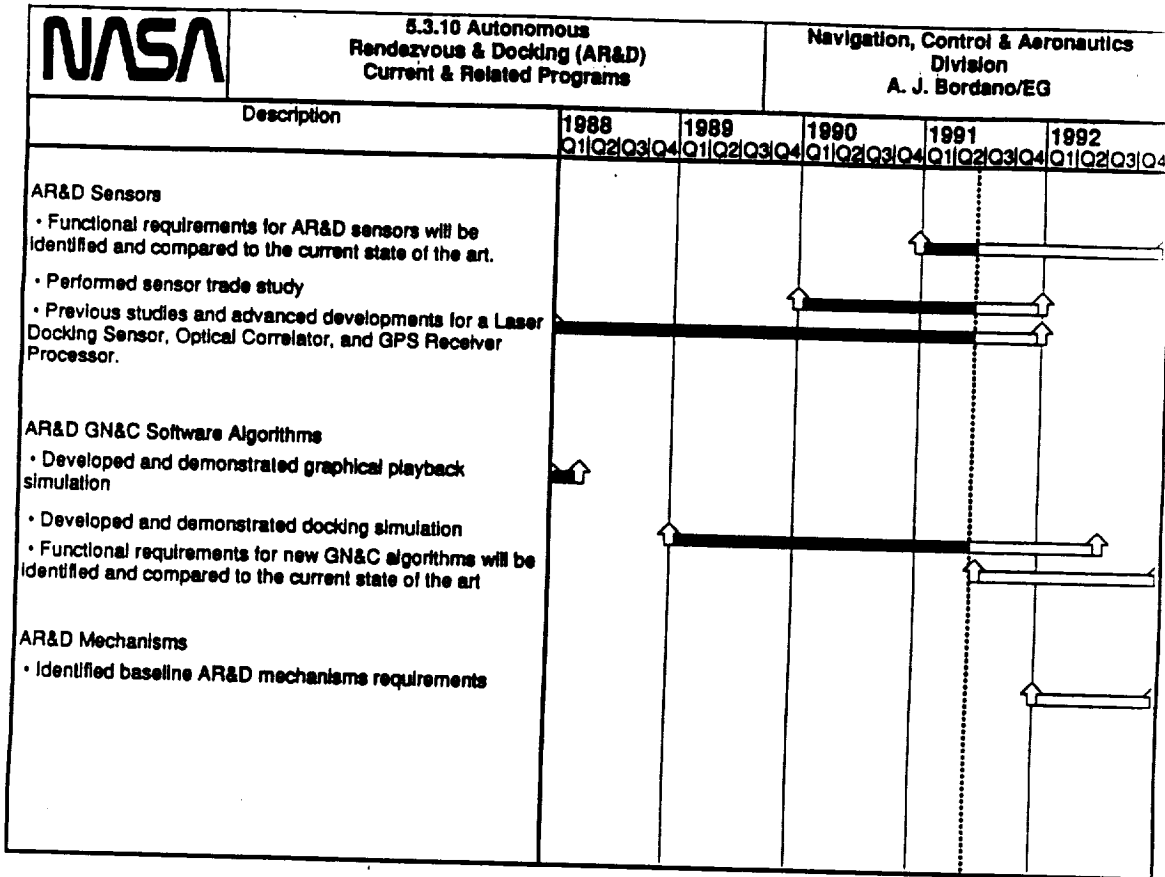 NASA
5.3.10 Autonomous
Rendezvous & Docking (AR&D)
Current & Related Programs
Navigation, Control & Aeronautics
Division
A. J. Bordano/EG
Description
1988 1989 1990 1991 1992
Q1|Q2|Q3|Q4|Q1|Q2|Q3|Q4|Q1|Q2|Q3|Q4|Q1|Q2|Q3|Q4|Q1|Q2|Q3|Q4
AR&D Sensors
• Functional requirements for AR&D sensors will be
identified and compared to the current state of the art.
• Performed sensor trade study
• Previous studies and advanced developments for a Laser
Docking Sensor, Optical Correlator, and GPS Receiver
Processor.
AR&D GN&C Software Algorithms
• Developed and demonstrated graphical playback
simulation
• Developed and demonstrated docking simulation
• Functional requirements for new GN&C algorithms will be
identified and compared to the current state of the art
AR&D Mechanisms
• Identified baseline AR&D mechanisms requirements